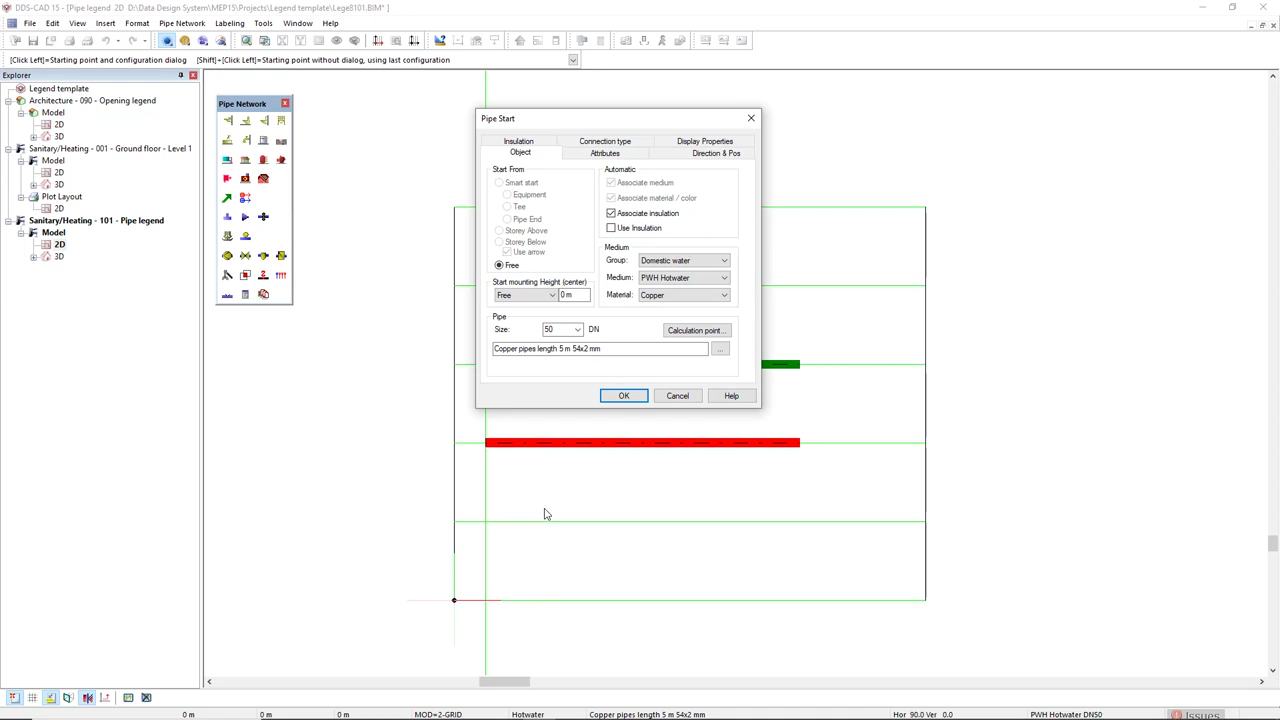 DDS-CAD 15 - [Pipe legend  2D  D:\Data Design System\MEP15\Projects\Legend template\Lege8101.BIM* ]
File Edit View Insert Format Pipe Network Labeling Tools Window Help
[Click Left]=Starting point and configuration dialog [Shift]+[Click Left]=Starting point without dialog, using last configuration
Explorer
Legend template
Architecture - 090 - Opening legend
Model
2D
3D
Sanitary/Heating - 001 - Ground floor - Level 1
Model
2D
3D
Plot Layout
2D
Sanitary/Heating - 101 - Pipe legend
Model
2D
3D
Pipe Network
Pipe Start
Insulation Connection type Display Properties
Object Attributes Direction & Pos
Start From
Smart start
Equipment
Tee
Pipe End
Storey Above
Storey Below
Use arrow
Free
Automatic
Associate medium
Associate material / color
Associate insulation
Use Insulation
Medium
Group: Domestic water
Medium: PWH Hotwater
Material: Copper
Start mounting Height (center)
Free 0 m
Pipe
Size: 50 DN Calculation point...
Copper pipes length 5 m 54x2 mm ...
OK Cancel Help
0 m 0 m 0 m MOD=2-GRID Hotwater Copper pipes length 5 m 54x2 mm Hor 90.0 Ver 0.0 PWH Hotwater DN50 Issues